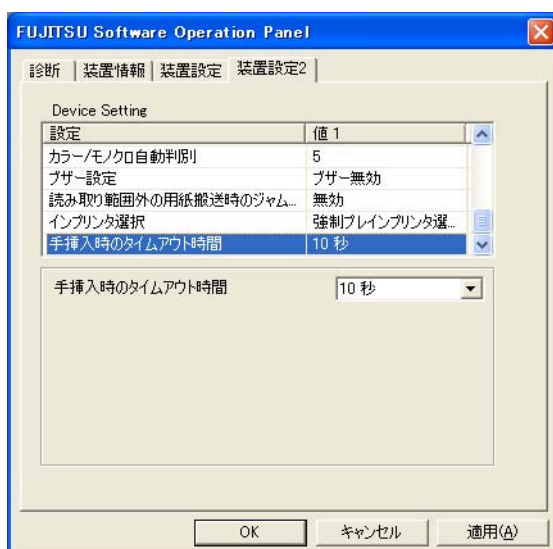 FUJITSU Software Operation Panel
診断 装置情報 装置設定 装置設定2
Device Setting
設定 値 1
カラー/モノクロ自動判別 5
ブザー設定 ブザー無効
読み取り範囲外の用紙搬送時のジャム... 無効
インプリンタ選択 強制プレインプリンタ選...
手挿入時のタイムアウト時間 10 秒
手挿入時のタイムアウト時間 10 秒
OK キャンセル 適用(A)